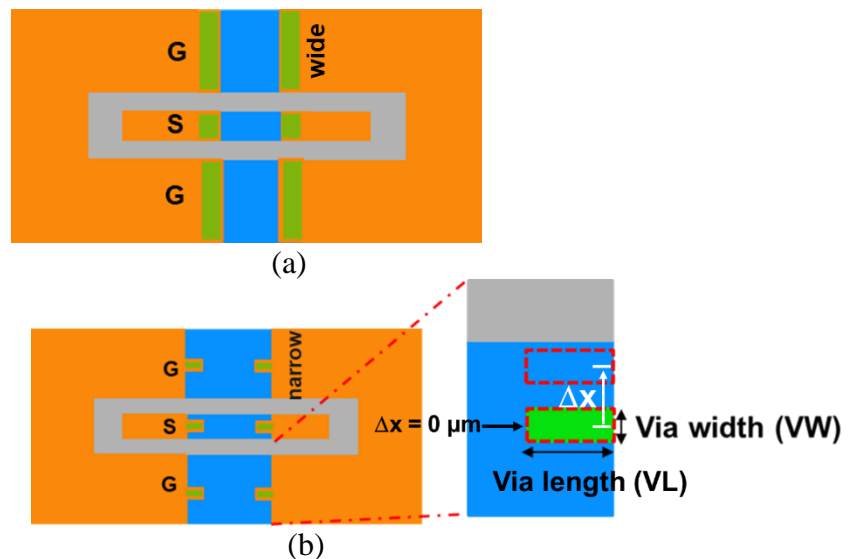 G
wide
S
G
(a)
G
narrow
S
G
Δx
Δx = 0 µm
Via width (VW)
Via length (VL)
(b)